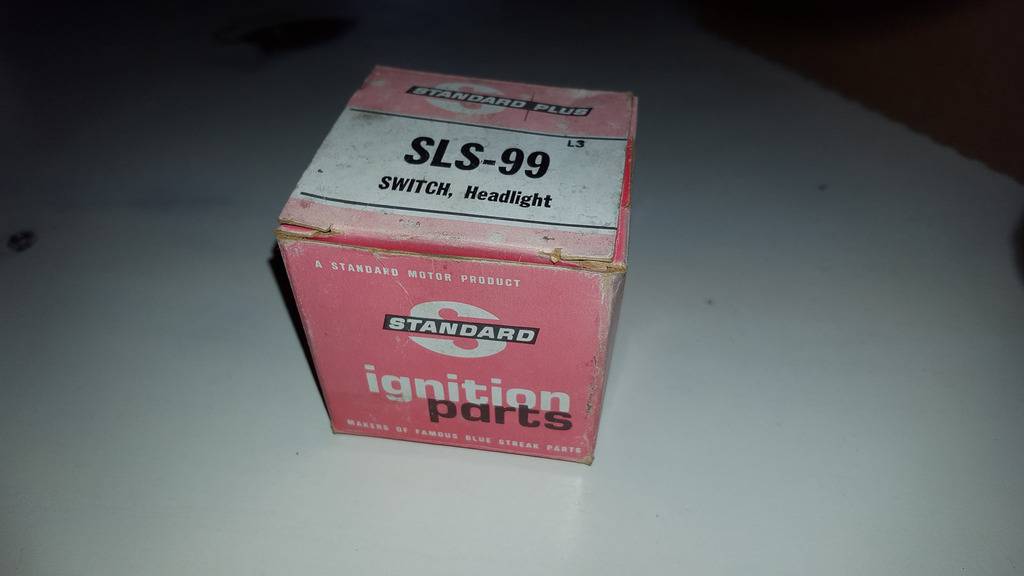 STANDARD PLUS
L3
SLS-99
SWITCH, Headlight
A STANDARD MOTOR PRODUCT
STANDARD
ignition
parts
MAKERS OF FAMOUS BLUE STREAK PARTS